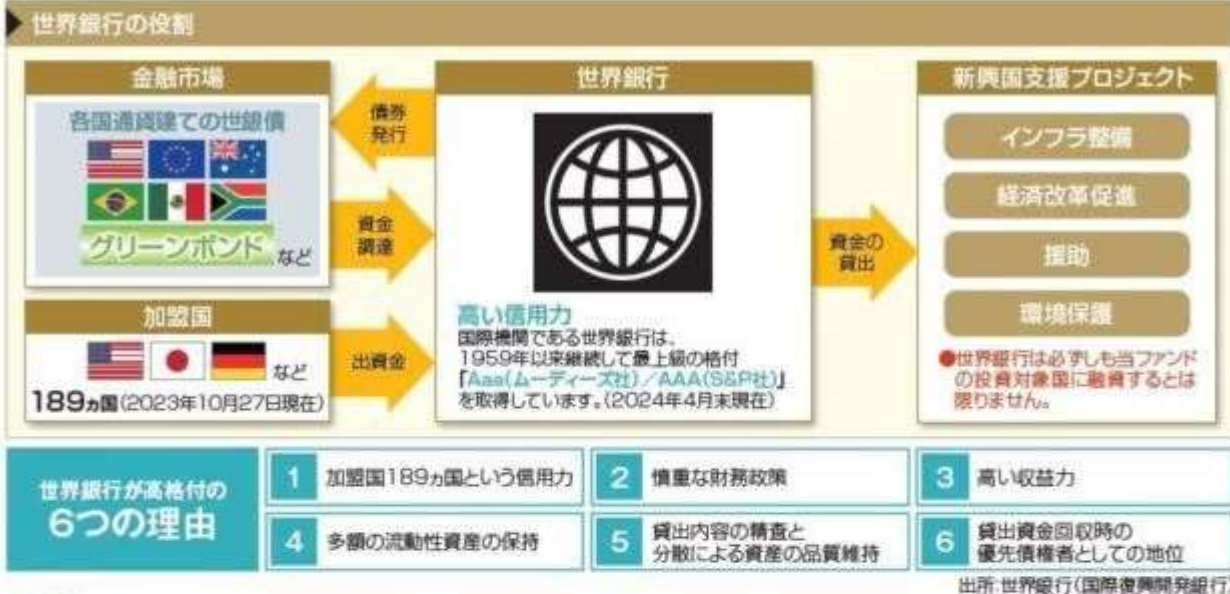 世界銀行の役割
金融市場
各国通貨建ての世銀債
グリーンボンド など
債券
発行
資金
調達
加盟国
など
189ヵ国(2023年10月27日現在)
出資金
世界銀行
高い信用力
国際機関である世界銀行は、
1959年以来継続して最上級の格付
「Aaa(ムーディーズ社)/AAA(S&P社)」
を取得しています。(2024年4月末現在)
資金の
貸出
新興国支援プロジェクト
インフラ整備
経済改革促進
援助
環境保護
●世界銀行は必ずしも当ファンド
の投資対象国に融資するとは
限りません。
世界銀行が高格付の
6つの理由
1 加盟国189ヵ国という信用力
2 慎重な財務政策
3 高い収益力
4 多額の流動性資産の保持
5 貸出内容の精査と
分散による資産の品質維持
6 貸出資金回収時の
優先債権者としての地位
出所:世界銀行(国際復興開発銀行)